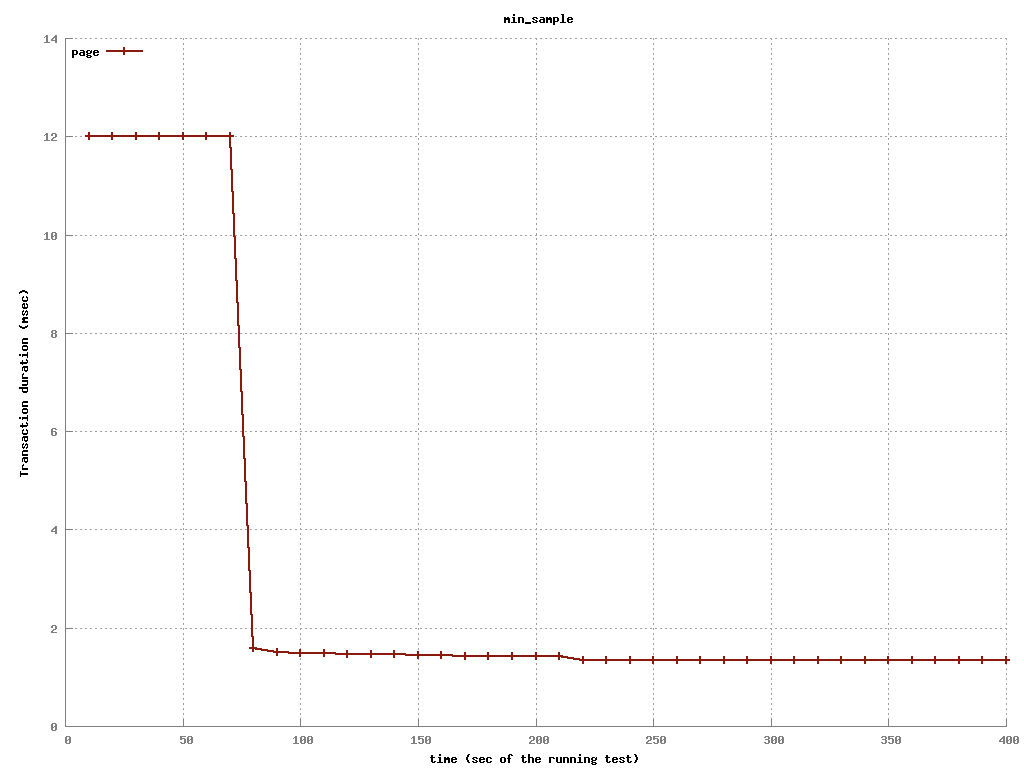 min_sample
page
14
12
10
8
6
4
2
0
Transaction duration (msec)
0 50 100 150 200 250 300 350 400
time (sec of the running test)